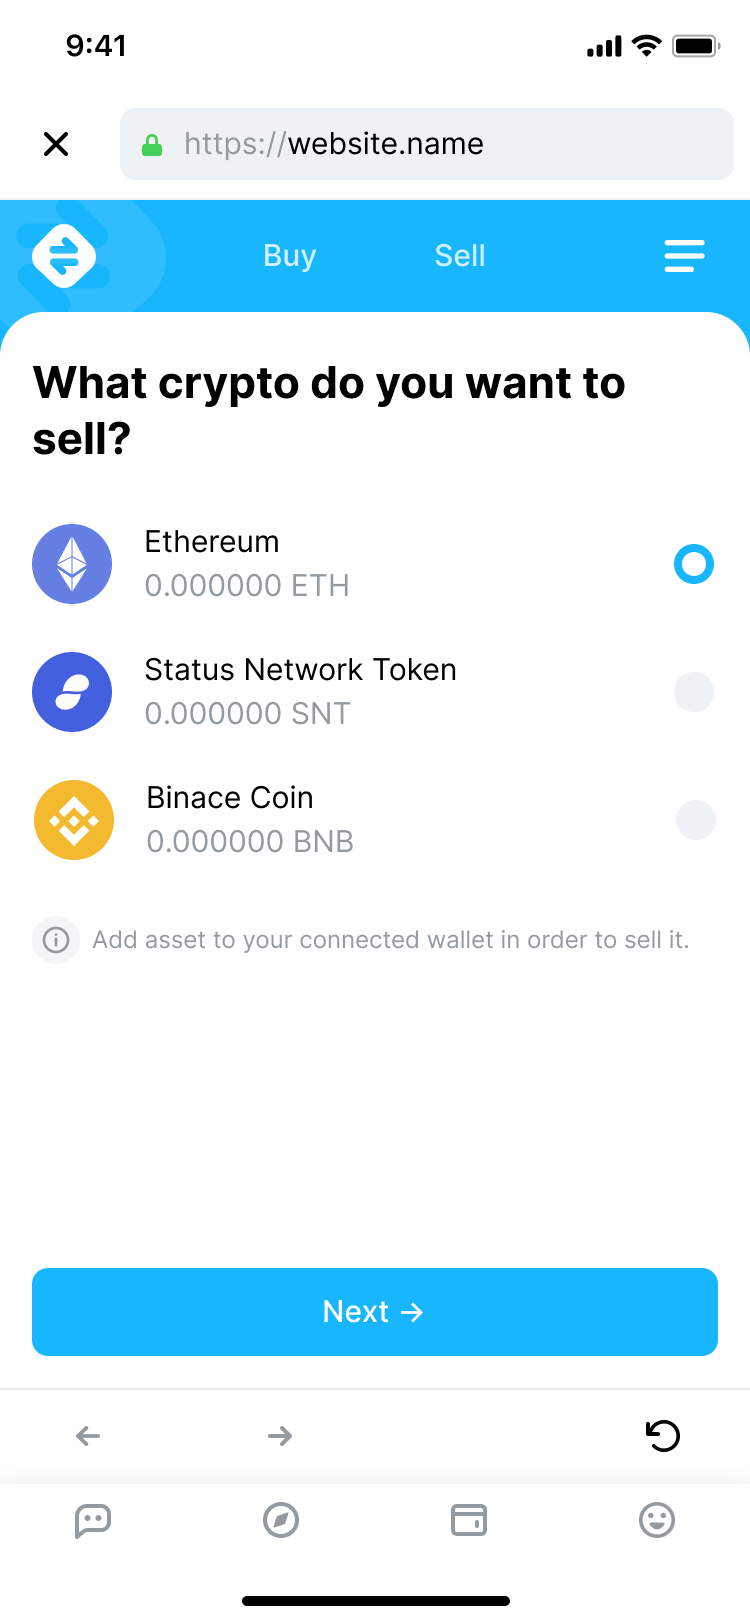 9:41
https://website.name
Buy Sell
What crypto do you want to
sell?
Ethereum
0.000000 ETH
Status Network Token
0.000000 SNT
Binace Coin
0.000000 BNB
Add asset to your connected wallet in order to sell it.
Next →